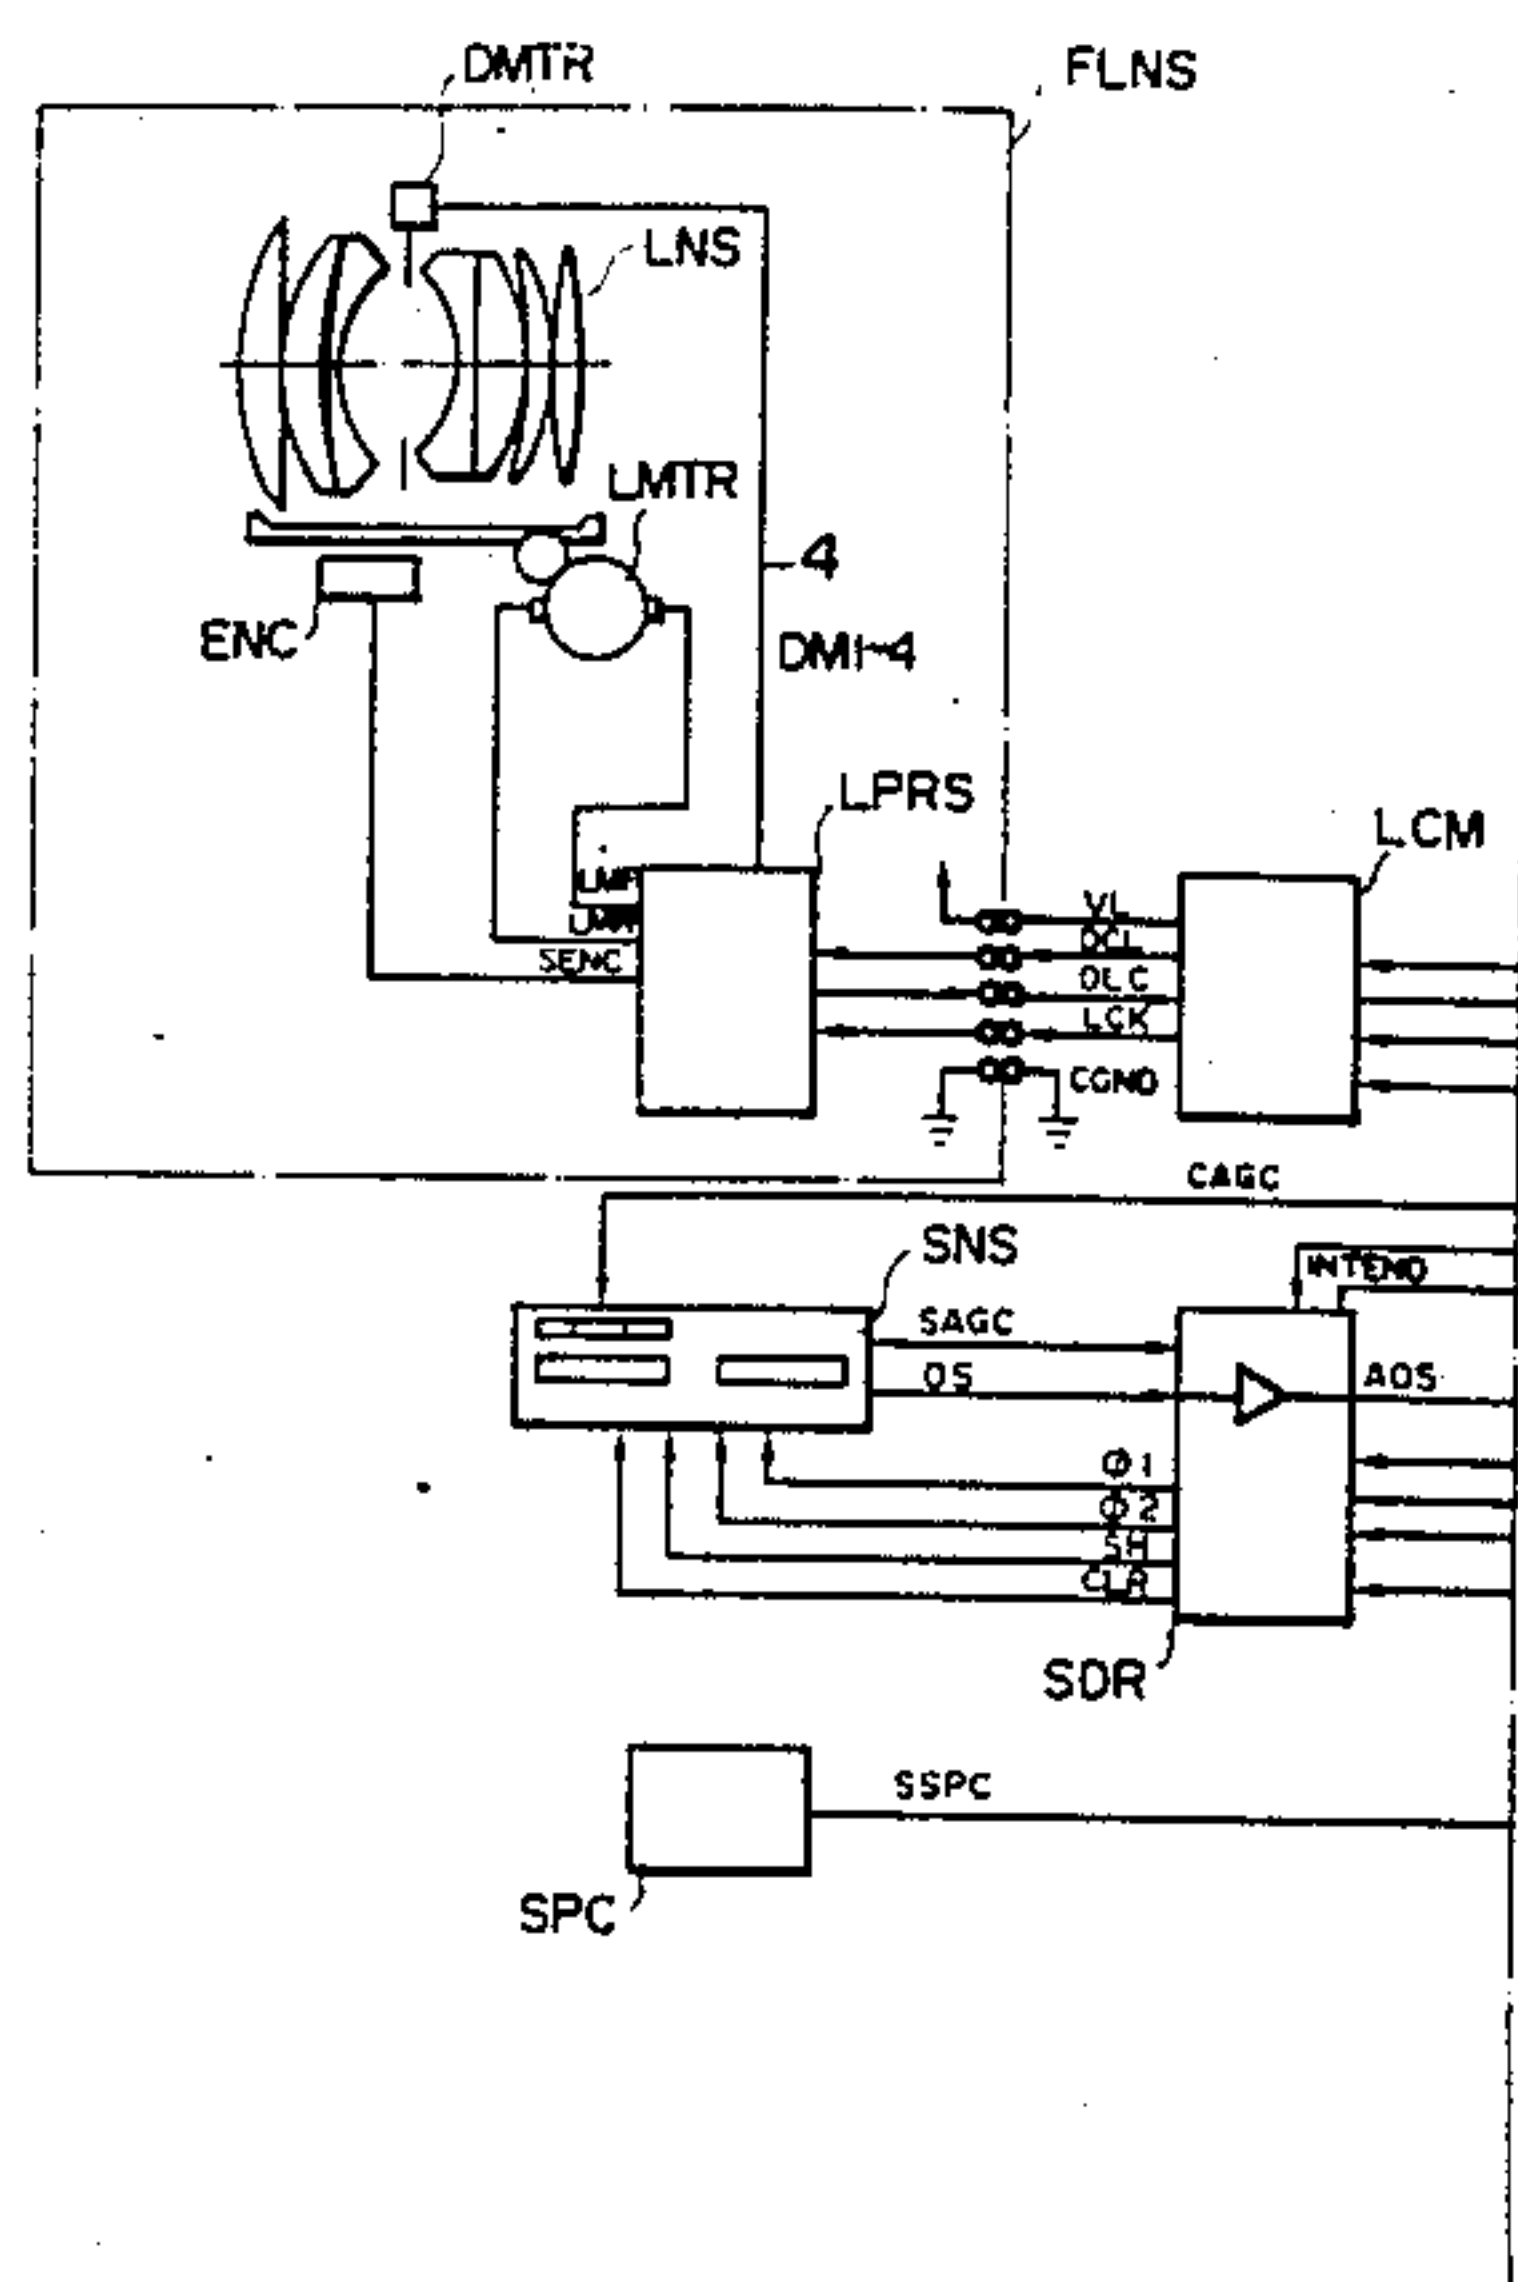 DMTR
FLNS
LNS
LMTR
4
ENC
DM1~4
LPRS
LCM
VL
DCL
SENC
DLC
LCK
CGND
CAGC
SNS
INTEND
SAGC
OS
AOS
Φ1
Φ2
SH
CLR
SDR
SSPC
SPC